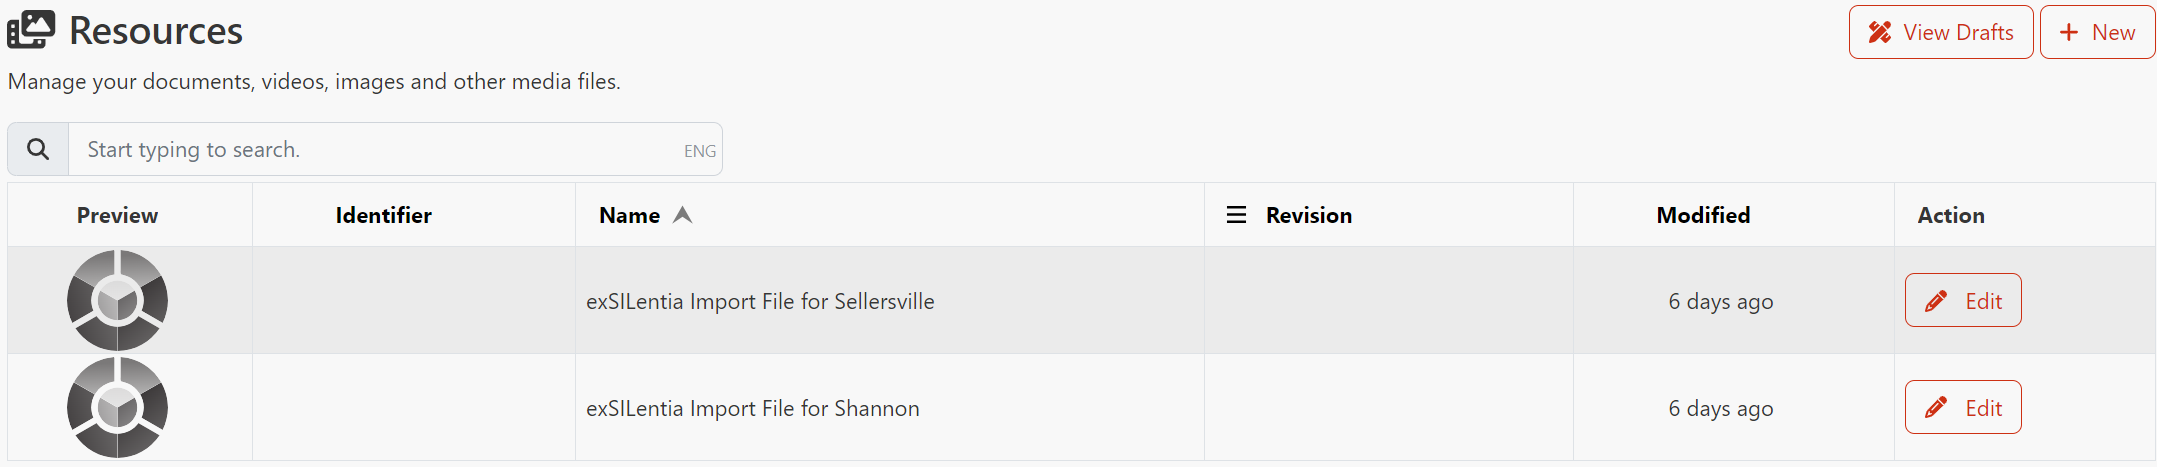 Resources
View Drafts
New
Manage your documents, videos, images and other media files.
Start typing to search.
ENG
Preview Identifier Name Revision Modified Action
exSILentia Import File for Sellersville 6 days ago Edit
exSILentia Import File for Shannon 6 days ago Edit